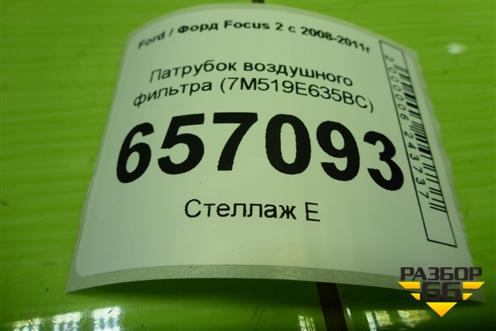 Ford / Форд Focus 2 с 2008-2011г
Патрубок воздушного
фильтра (7M519E635BC)
657093
Стеллаж Е
РАЗБОР
66